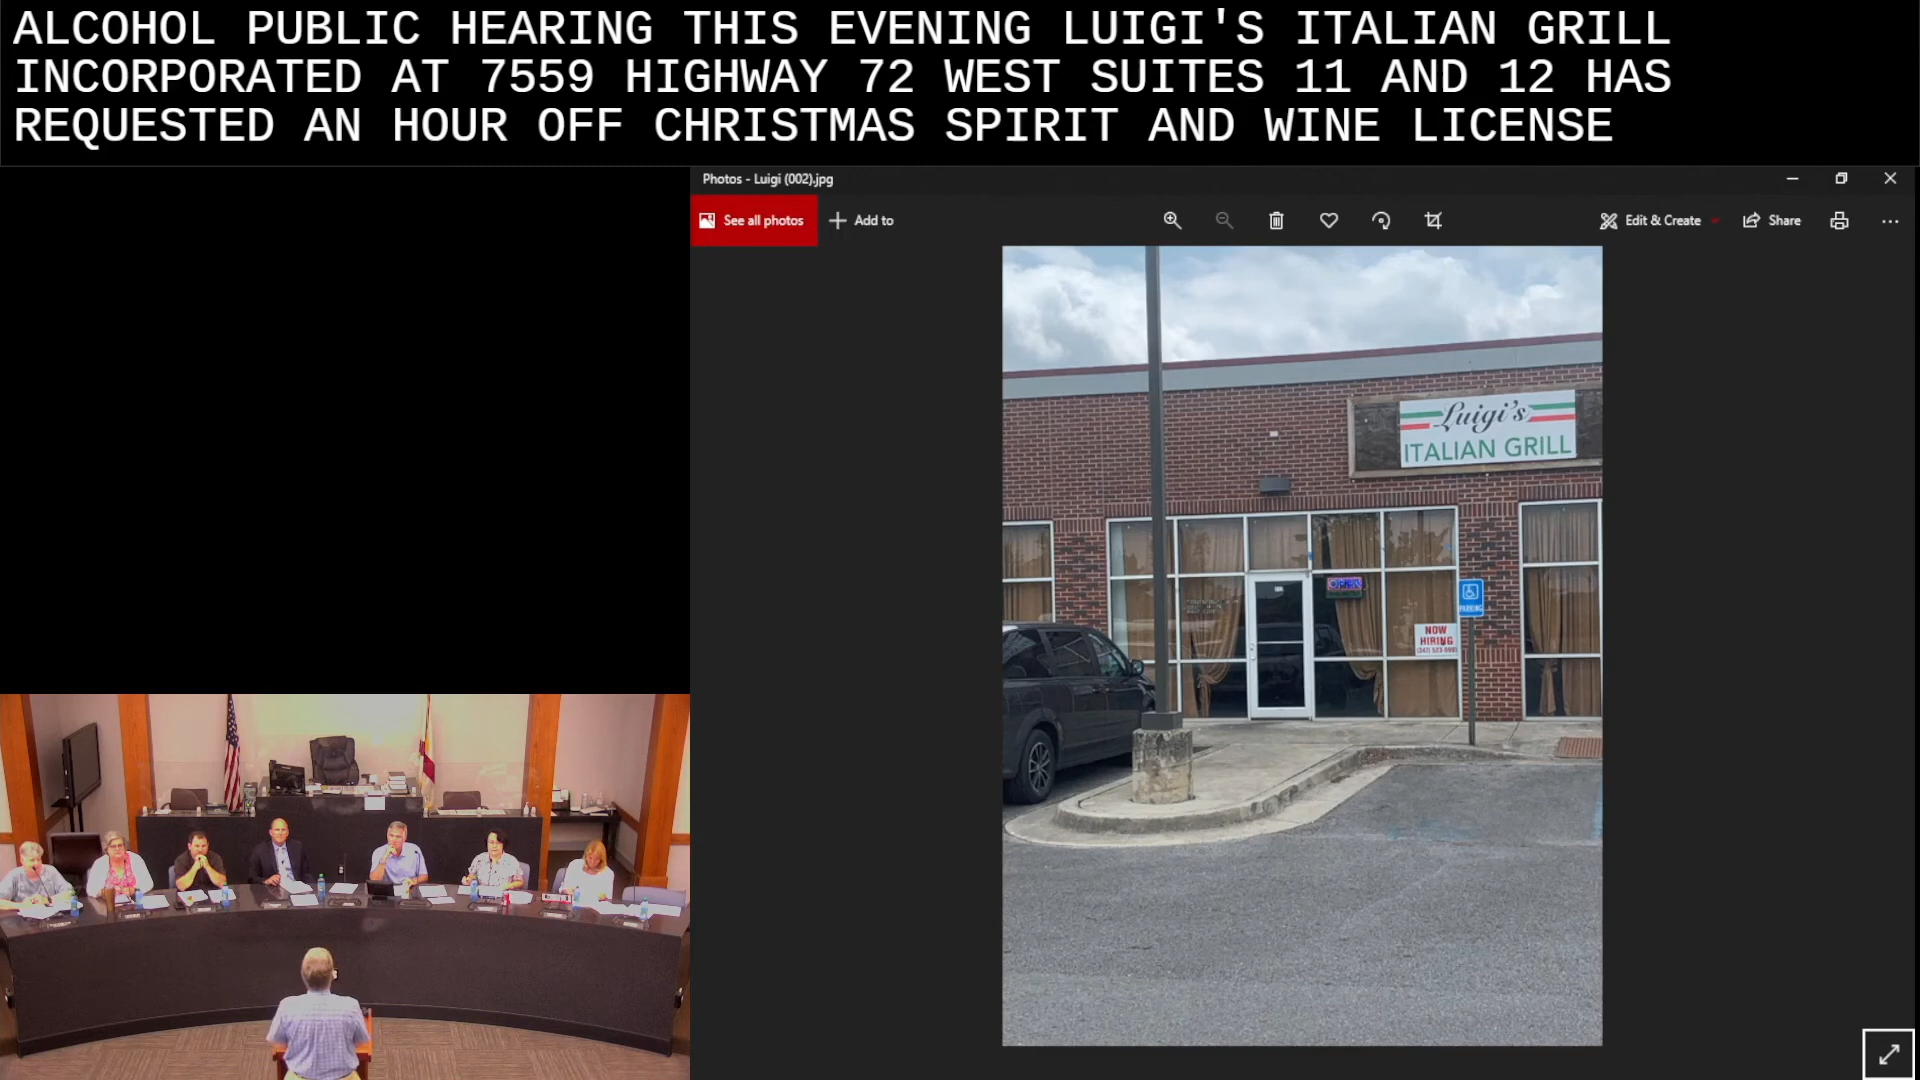 ALCOHOL PUBLIC HEARING THIS EVENING LUIGI'S ITALIAN GRILL
INCORPORATED AT 7559 HIGHWAY 72 WEST SUITES 11 AND 12 HAS
REQUESTED AN HOUR OFF CHRISTMAS SPIRIT AND WINE LICENSE
Photos - Luigi (002).jpg
See all photos
Add to
Edit & Create
Share
Luigi's
ITALIAN GRILL
OPEN
PARKING
NOW
HIRING